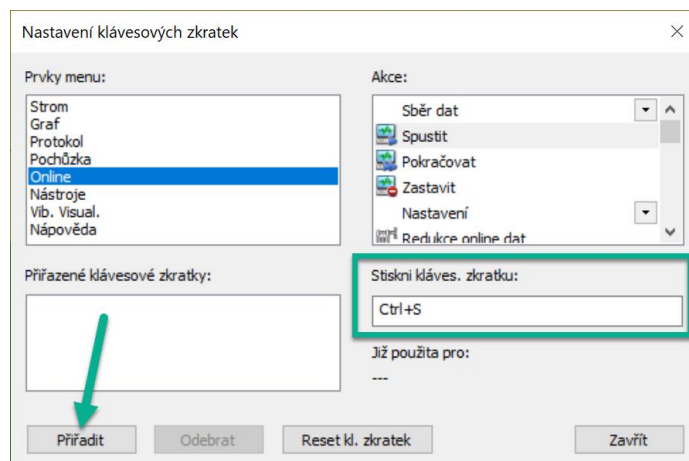 Nastavení klávesových zkratek
Prvky menu:
Strom
Graf
Protokol
Pochůzka
Online
Nástroje
Vib. Visual.
Nápověda
Akce:
Sběr dat
Spustit
Pokračovat
Zastavit
Nastavení
Redukce online dat
Přiřazené klávesové zkratky:
Stiskni kláves. zkratku:
Ctrl+S
Již použita pro:
---
Přiřadit
Odebrat
Reset kl. zkratek
Zavřít